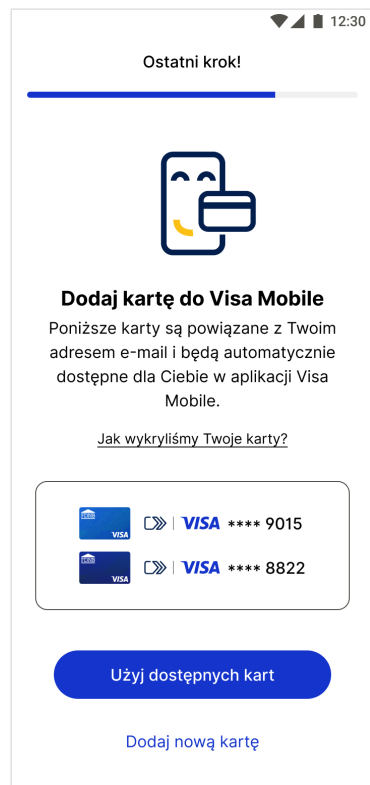 12:30
Ostatni krok!
Dodaj kartę do Visa Mobile
Poniższe karty są powiązane z Twoim
adresem e-mail i będą automatycznie
dostępne dla Ciebie w aplikacji Visa
Mobile.
Jak wykryliśmy Twoje karty?
VISA
VISA **** 9015
VISA
VISA **** 8822
Użyj dostępnych kart
Dodaj nową kartę